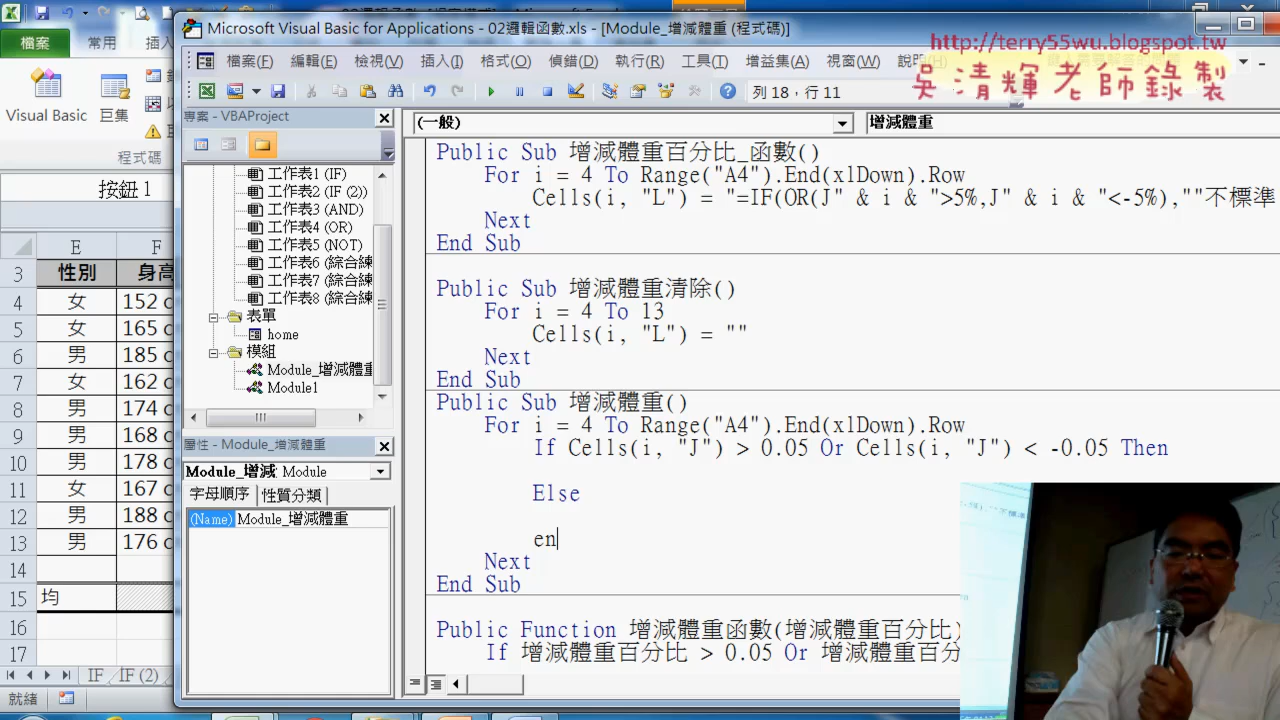 Microsoft Visual Basic for Applications - 02邏輯函數.xls - [Module_增減體重 (程式碼)]
http://terry55wu.blogspot.tw
吳清輝老師錄製
檔案 常用 插入
檔案(F) 編輯(E) 檢視(V) 插入(I) 格式(O) 偵錯(D) 執行(R) 工具(T) 增益集(A) 視窗(W)
Visual Basic 巨集
程式碼
列 18，行 11
專案 - VBAProject
(一般) 增減體重
按鈕 1
工作表1 (IF)
工作表2 (IF (2))
工作表3 (AND)
工作表4 (OR)
工作表5 (NOT)
工作表6 (綜合練
工作表7 (綜合練
工作表8 (綜合練
表單
home
模組
Module_增減體重
Module1
屬性 - Module_增減體重
Module_增減 Module
字母順序 性質分類
(Name) Module_增減體重
Public Sub 增減體重百分比_函數()
For i = 4 To Range("A4").End(xlDown).Row
Cells(i, "L") = "=IF(OR(J" & i & ">5%,J" & i & "<-5%),""不標準
Next
End Sub
Public Sub 增減體重清除()
For i = 4 To 13
Cells(i, "L") = ""
Next
End Sub
Public Sub 增減體重()
For i = 4 To Range("A4").End(xlDown).Row
If Cells(i, "J") > 0.05 Or Cells(i, "J") < -0.05 Then
Else
en
Next
End Sub
Public Function 增減體重函數(增減體重百分比)
If 增減體重百分比 > 0.05 Or 增減體重百分
E F
3 性別 身高
4 女 152 c
5 女 165 c
6 男 185 c
7 女 162 c
8 男 174 c
9 男 168 c
10 男 178 c
11 女 167 c
12 男 188 c
13 男 176 c
14
15 均
16
17
IF IF (2)
就緒